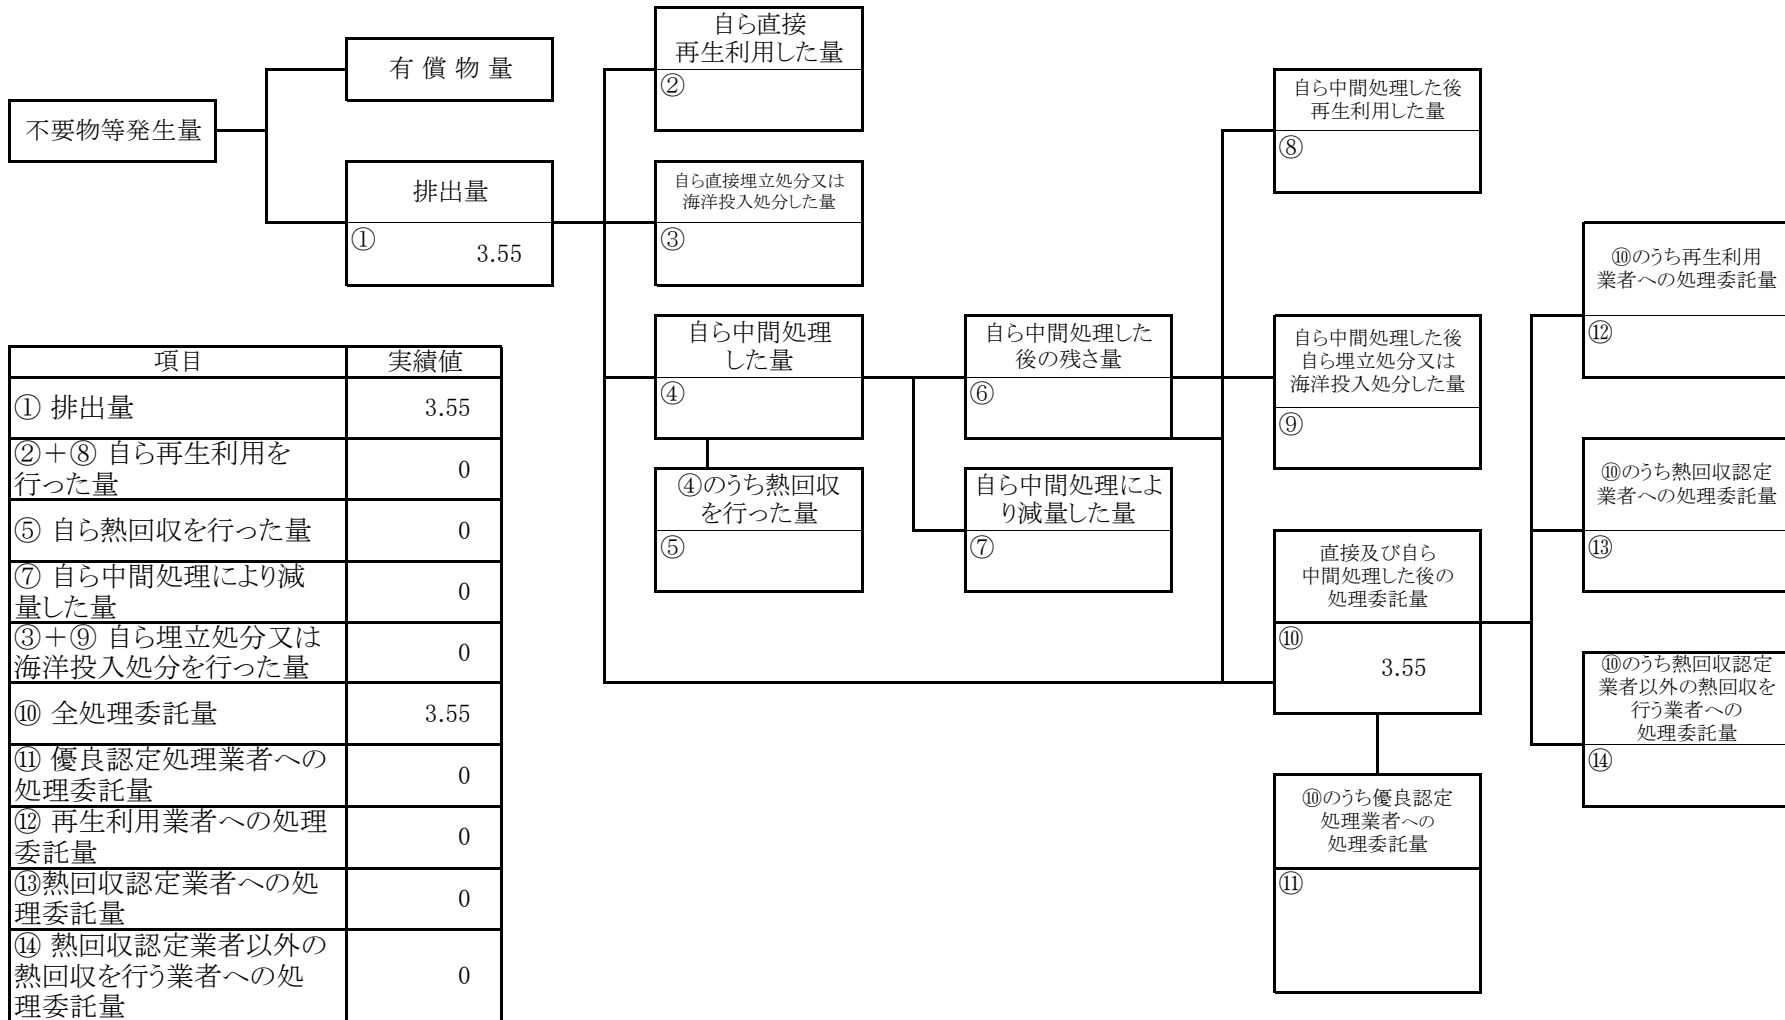 不要物等発生量
有 償 物 量
排出量
①
3.55
自ら直接
再生利用した量
②
自ら直接埋立処分又は
海洋投入処分した量
③
自ら中間処理
した量
④
④のうち熱回収
を行った量
⑤
自ら中間処理した
後の残さ量
⑥
自ら中間処理によ
り減量した量
⑦
自ら中間処理した後
再生利用した量
⑧
自ら中間処理した後
自ら埋立処分又は
海洋投入処分した量
⑨
直接及び自ら
中間処理した後の
処理委託量
⑩
3.55
⑩のうち優良認定
処理業者への
処理委託量
⑪
⑩のうち再生利用
業者への処理委託量
⑫
⑩のうち熱回収認定
業者への処理委託量
⑬
⑩のうち熱回収認定
業者以外の熱回収を
行う業者への
処理委託量
⑭
項目 実績値
① 排出量 3.55
②＋⑧ 自ら再生利用を
行った量 0
⑤ 自ら熱回収を行った量 0
⑦ 自ら中間処理により減
量した量 0
③＋⑨ 自ら埋立処分又は
海洋投入処分を行った量 0
⑩ 全処理委託量 3.55
⑪ 優良認定処理業者への
処理委託量 0
⑫ 再生利用業者への処理
委託量 0
⑬熱回収認定業者への処
理委託量 0
⑭ 熱回収認定業者以外の
熱回収を行う業者への処 0
理委託量